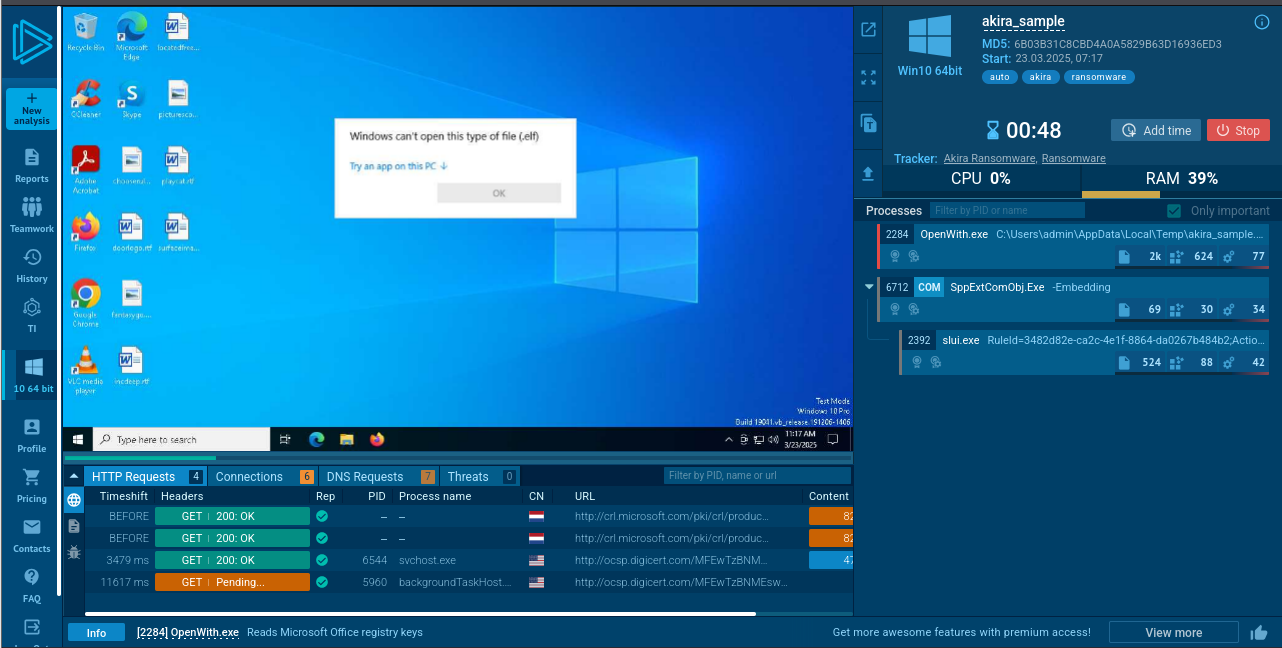 New
analysis
Reports
Teamwork
History
TI
10 64 bit
Profile
Pricing
Contacts
FAQ
Recycle Bin
Microsoft
Edge
locatedfree...
CCleaner
Skype
picturesco...
Adobe
Acrobat
choosenul...
playcat.rtf
Firefox
doorlogo.rtf
surfaceima...
Google
Chrome
fantasyga...
VLC media
player
incdeep.rtf
Windows can't open this type of file (.elf)
Try an app on this PC ↓
OK
Test Mode
Windows 10 Pro
Build 19041.vb_release.191206-1406
Type here to search
11:17 AM
3/23/2025
HTTP Requests 4
Connections 6
DNS Requests 7
Threats 0
Filter by PID, name or url
Timeshift Headers Rep PID Process name CN URL Content
BEFORE GET | 200: OK – – http://crl.microsoft.com/pki/crl/produc... 82
BEFORE GET | 200: OK – – http://crl.microsoft.com/pki/crl/produc... 82
3479 ms GET | 200: OK 6544 svchost.exe http://ocsp.digicert.com/MFEwTzBNM... 47
11617 ms GET | Pending... 5960 backgroundTaskHost.... http://ocsp.digicert.com/MFEwTzBNMEsw...
Win10 64bit
akira_sample
MD5: 6B03B31C8CBD4A0A5829B63D16936ED3
Start: 23.03.2025, 07:17
auto akira ransomware
00:48
Add time
Stop
Tracker: Akira Ransomware, Ransomware
CPU 0%
RAM 39%
Processes
Filter by PID or name
Only important
2284 OpenWith.exe C:\Users\admin\AppData\Local\Temp\akira_sample....
2k 624 77
6712 COM SppExtComObj.Exe -Embedding
69 30 34
2392 slui.exe RuleId=3482d82e-ca2c-4e1f-8864-da0267b484b2;Actio...
524 88 42
Info
[2284] OpenWith.exe Reads Microsoft Office registry keys
Get more awesome features with premium access!
View more